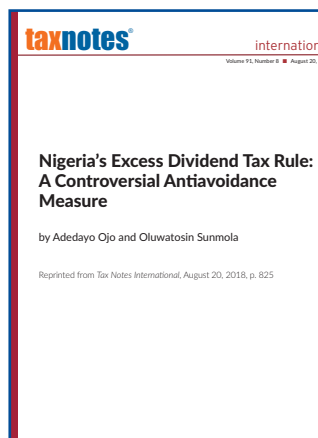 taxnotes®
internation
Volume 91, Number 8 ■ August 20,
Nigeria's Excess Dividend Tax Rule:
A Controversial Antiavoidance
Measure
by Adedayo Ojo and Oluwatosin Sunmola
Reprinted from Tax Notes International, August 20, 2018, p. 825